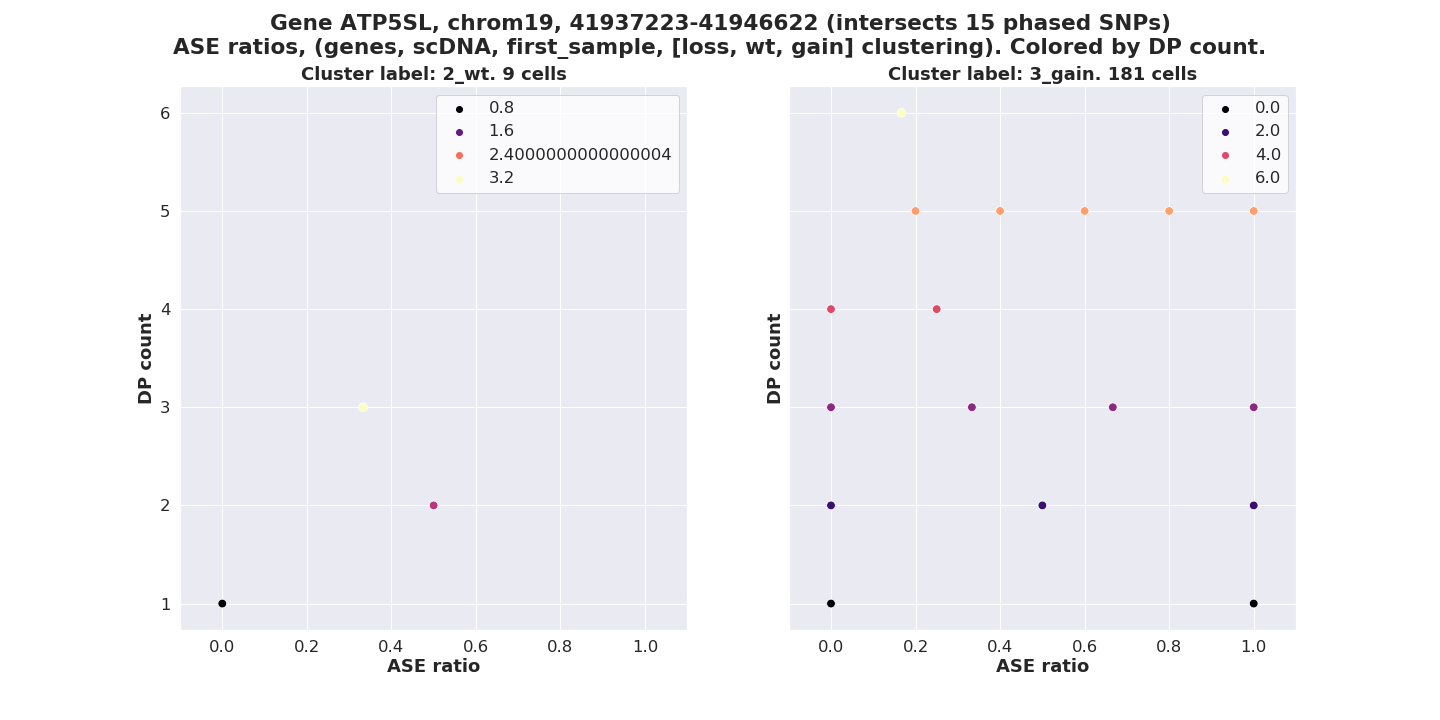 Gene ATP5SL, chrom19, 41937223-41946622 (intersects 15 phased SNPs)
ASE ratios, (genes, scDNA, first_sample, [loss, wt, gain] clustering). Colored by DP count.
Cluster label: 2_wt. 9 cells
0.8
1.6
2.4000000000000004
3.2
6
5
4
3
2
1
DP count
0.0 0.2 0.4 0.6 0.8 1.0
ASE ratio
Cluster label: 3_gain. 181 cells
0.0
2.0
4.0
6.0
DP count
0.0 0.2 0.4 0.6 0.8 1.0
ASE ratio